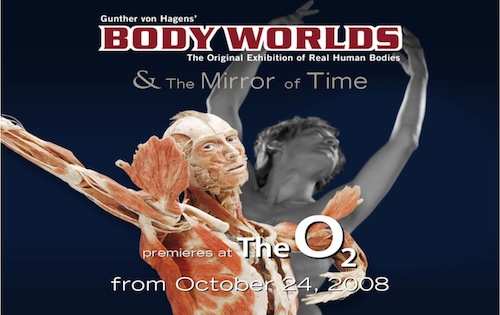 Gunther von Hagens'
BODY WORLDS
The Original Exhibition of Real Human Bodies
& The Mirror of Time
premieres at The O2
from October 24, 2008